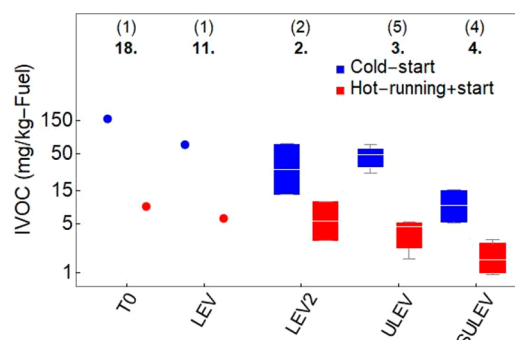 (1) (1) (2) (5) (4)
18. 11. 2. 3. 4.
Cold-start
Hot-running+start
IVOC (mg/kg-Fuel)
150
50
15
5
1
T0 LEV LEV2 ULEV SULEV